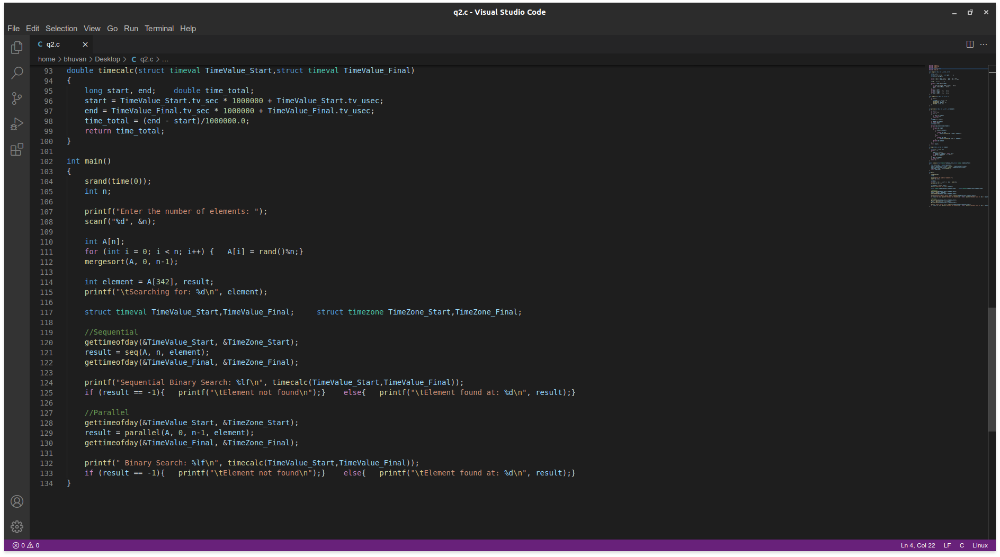 q2.c - Visual Studio Code
File Edit Selection View Go Run Terminal Help
C q2.c
home > bhuvan > Desktop > C q2.c > ...
93 double timecalc(struct timeval TimeValue_Start,struct timeval TimeValue_Final)
94 {
95     long start, end;    double time_total;
96     start = TimeValue_Start.tv_sec * 1000000 + TimeValue_Start.tv_usec;
97     end = TimeValue_Final.tv_sec * 1000000 + TimeValue_Final.tv_usec;
98     time_total = (end - start)/1000000.0;
99     return time_total;
100 }
101
102 int main()
103 {
104     srand(time(0));
105     int n;
106
107     printf("Enter the number of elements: ");
108     scanf("%d", &n);
109
110     int A[n];
111     for (int i = 0; i < n; i++) {   A[i] = rand()%n;}
112     mergesort(A, 0, n-1);
113
114     int element = A[342], result;
115     printf("\tSearching for: %d\n", element);
116
117     struct timeval TimeValue_Start,TimeValue_Final;     struct timezone TimeZone_Start,TimeZone_Final;
118
119     //Sequential
120     gettimeofday(&TimeValue_Start, &TimeZone_Start);
121     result = seq(A, n, element);
122     gettimeofday(&TimeValue_Final, &TimeZone_Final);
123
124     printf("Sequential Binary Search: %lf\n", timecalc(TimeValue_Start,TimeValue_Final));
125     if (result == -1){   printf("\tElement not found\n");}    else{   printf("\tElement found at: %d\n", result);}
126
127     //Parallel
128     gettimeofday(&TimeValue_Start, &TimeZone_Start);
129     result = parallel(A, 0, n-1, element);
130     gettimeofday(&TimeValue_Final, &TimeZone_Final);
131
132     printf(" Binary Search: %lf\n", timecalc(TimeValue_Start,TimeValue_Final));
133     if (result == -1){   printf("\tElement not found\n");}    else{   printf("\tElement found at: %d\n", result);}
134 }
0 0 Ln 4, Col 22 LF C Linux